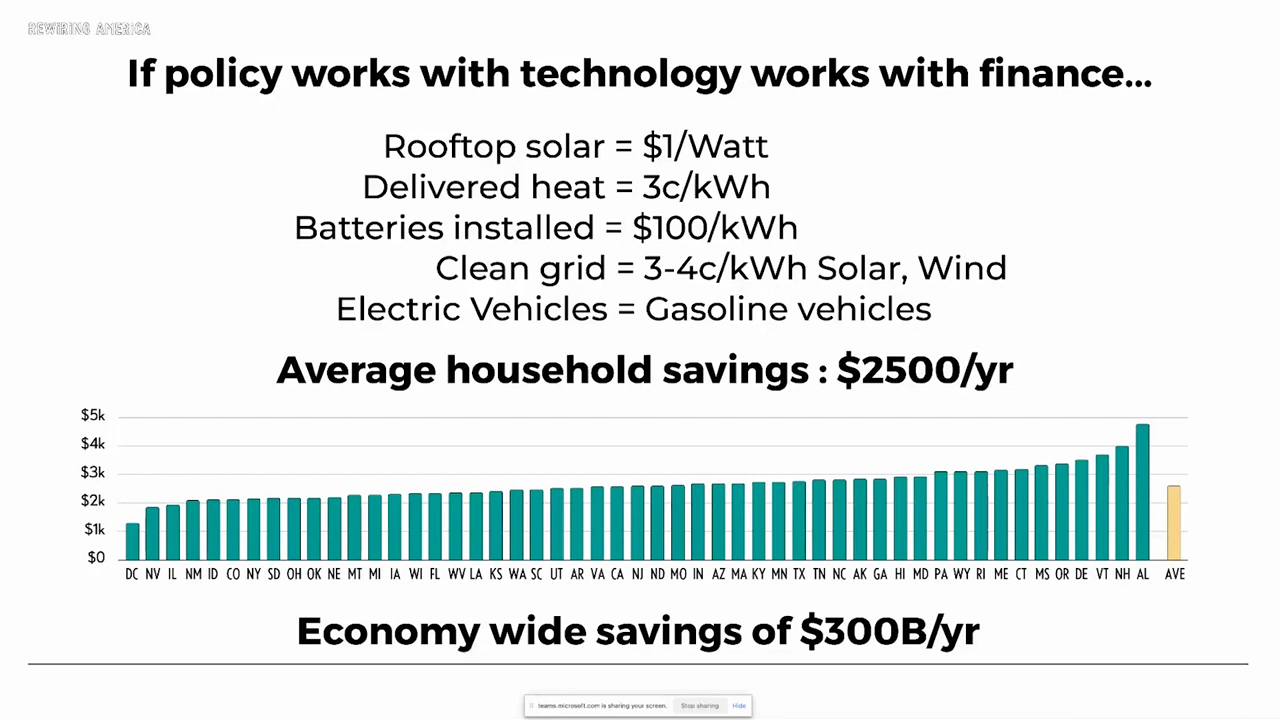 REWIRING AMERICA
If policy works with technology works with finance...
Rooftop solar = $1/Watt
Delivered heat = 3c/kWh
Batteries installed = $100/kWh
Clean grid = 3-4c/kWh Solar, Wind
Electric Vehicles = Gasoline vehicles
Average household savings : $2500/yr
$5k
$4k
$3k
$2k
$1k
$0
DC NV IL NM ID CO NY SD OH OK NE MT MI IA WI FL WV LA KS WA SC UT AR VA CA NJ ND MO IN AZ MA KY MN TX TN NC AK GA HI MD PA WY RI ME CT MS OR DE VT NH AL AVE
Economy wide savings of $300B/yr
teams.microsoft.com is sharing your screen. Stop sharing Hide